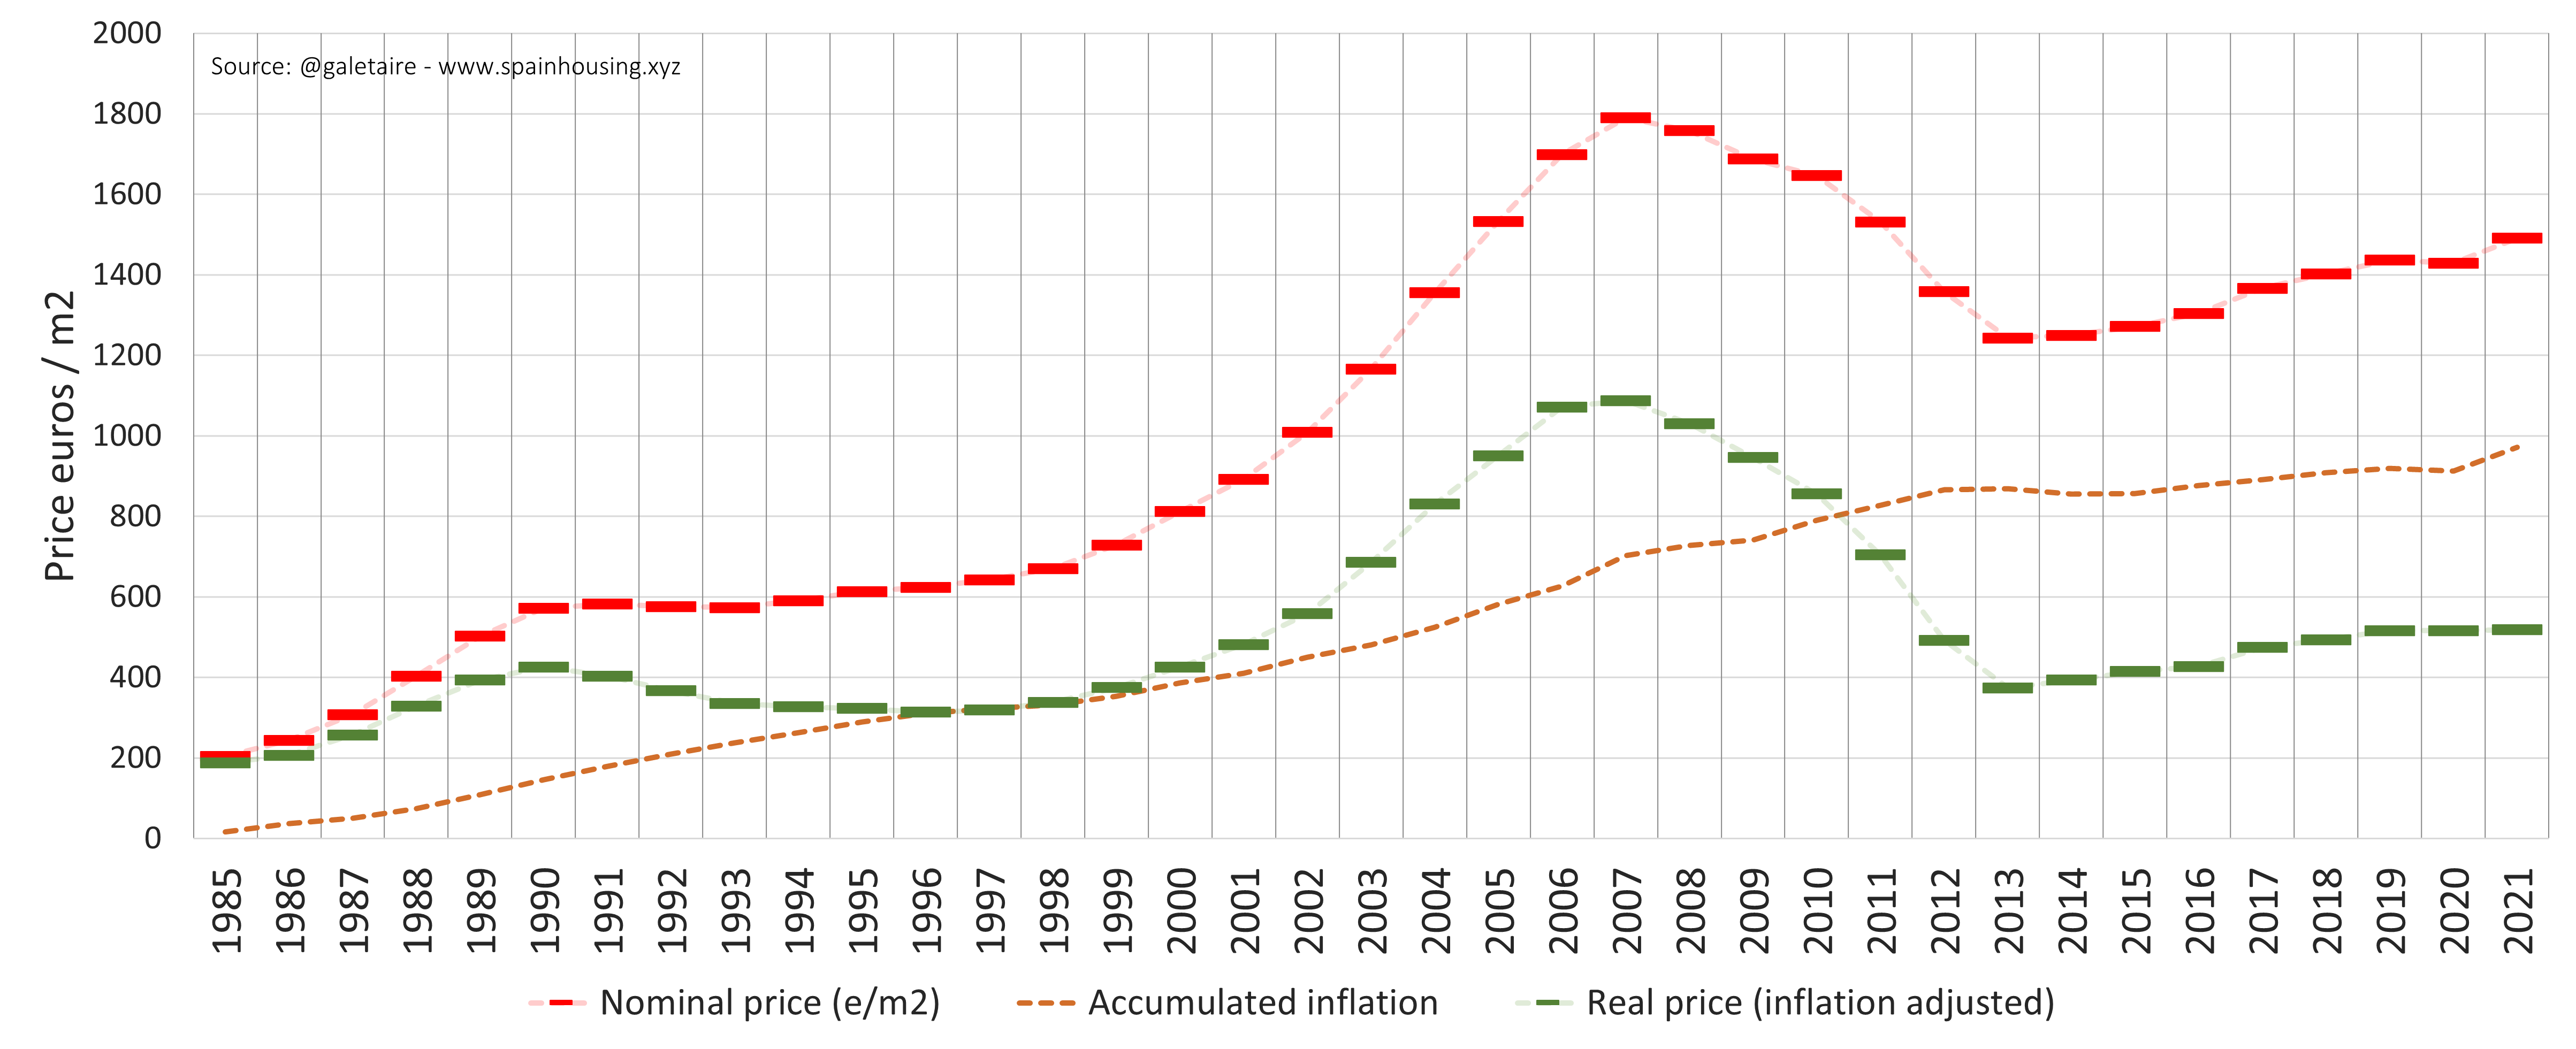 2000
Source: @galetaire - www.spainhousing.xyz
1800
1600
1400
1200
1000
800
600
400
200
0
Price euros / m2
1985 1986 1987 1988 1989 1990 1991 1992 1993 1994 1995 1996 1997 1998 1999 2000 2001 2002 2003 2004 2005 2006 2007 2008 2009 2010 2011 2012 2013 2014 2015 2016 2017 2018 2019 2020 2021
Nominal price (e/m2) Accumulated inflation Real price (inflation adjusted)